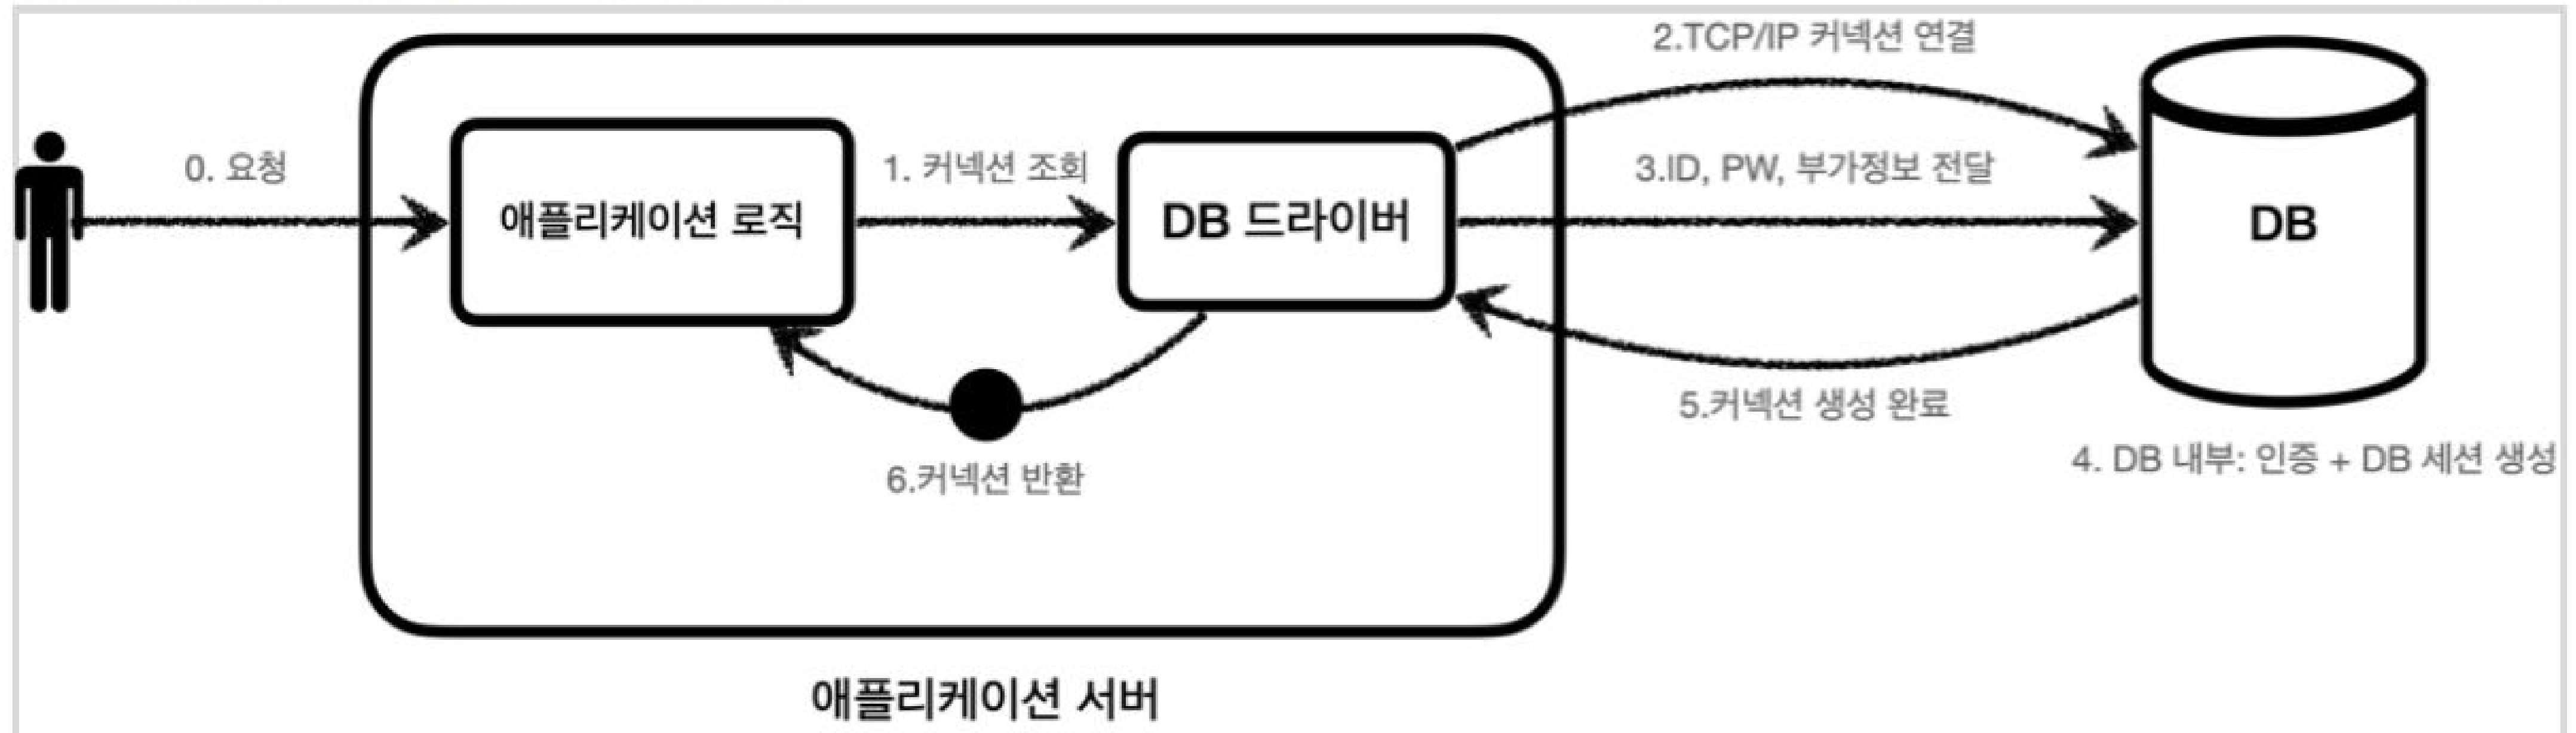 2.TCP/IP 커넥션 연결
0. 요청
1. 커넥션 조회
3.ID, PW, 부가정보 전달
애플리케이션 로직
DB 드라이버
DB
5.커넥션 생성 완료
4. DB 내부: 인증 + DB 세션 생성
6.커넥션 반환
애플리케이션 서버